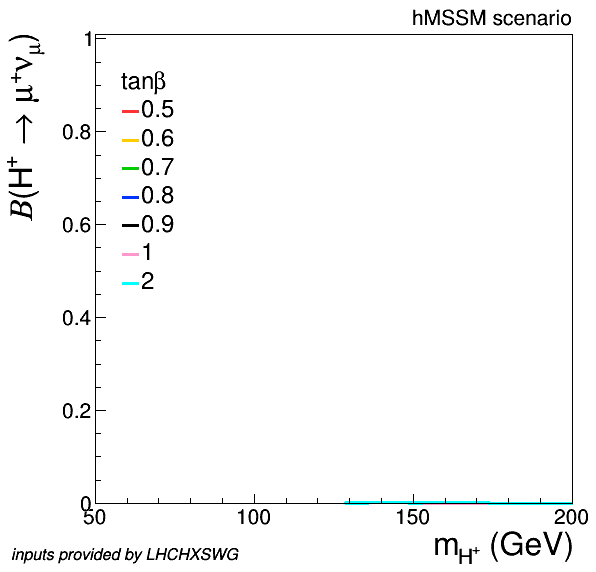 hMSSM scenario
B(H⁺ → μ⁺ν_μ)
1
0.8
0.6
0.4
0.2
0
tanβ
0.5
0.6
0.7
0.8
0.9
1
2
50 100 150 200
m_H⁺ (GeV)
inputs provided by LHCHXSWG